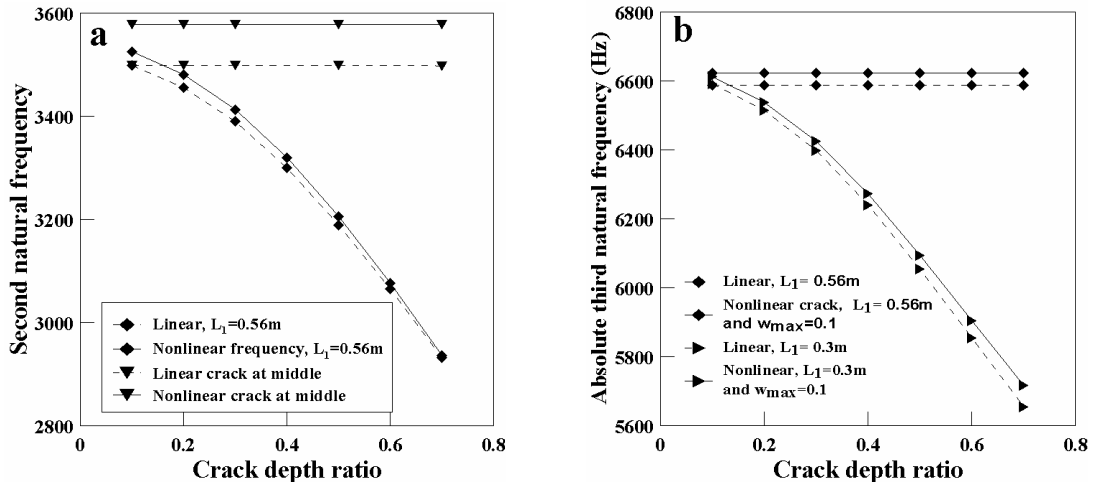 a
3600
3400
3200
3000
2800
Second natural frequency
0
0.2
0.4
0.6
0.8
Crack depth ratio
Linear, L1=0.56m
Nonlinear frequency, L1=0.56m
Linear crack at middle
Nonlinear crack at middle
b
6800
6600
6400
6200
6000
5800
5600
Absolute third natural frequency (Hz)
0
0.2
0.4
0.6
0.8
Crack depth ratio
Linear, L1= 0.56m
Nonlinear crack, L1= 0.56m
and wmax=0.1
Linear, L1= 0.3m
Nonlinear, L1=0.3m
and wmax=0.1